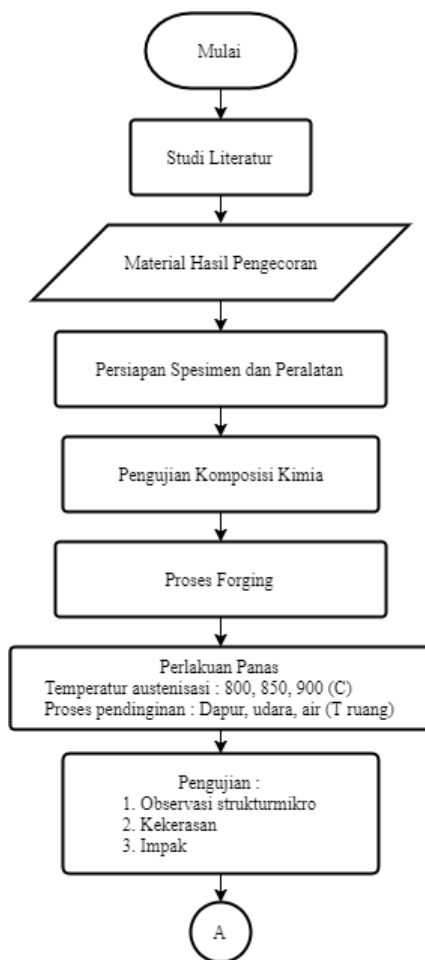 Mulai
Studi Literatur
Material Hasil Pengecoran
Persiapan Spesimen dan Peralatan
Pengujian Komposisi Kimia
Proses Forging
Perlakuan Panas
Temperatur austenisasi : 800, 850, 900 (C)
Proses pendinginan : Dapur, udara, air (T ruang)
Pengujian :
1. Observasi strukturmikro
2. Kekerasan
3. Impak
A